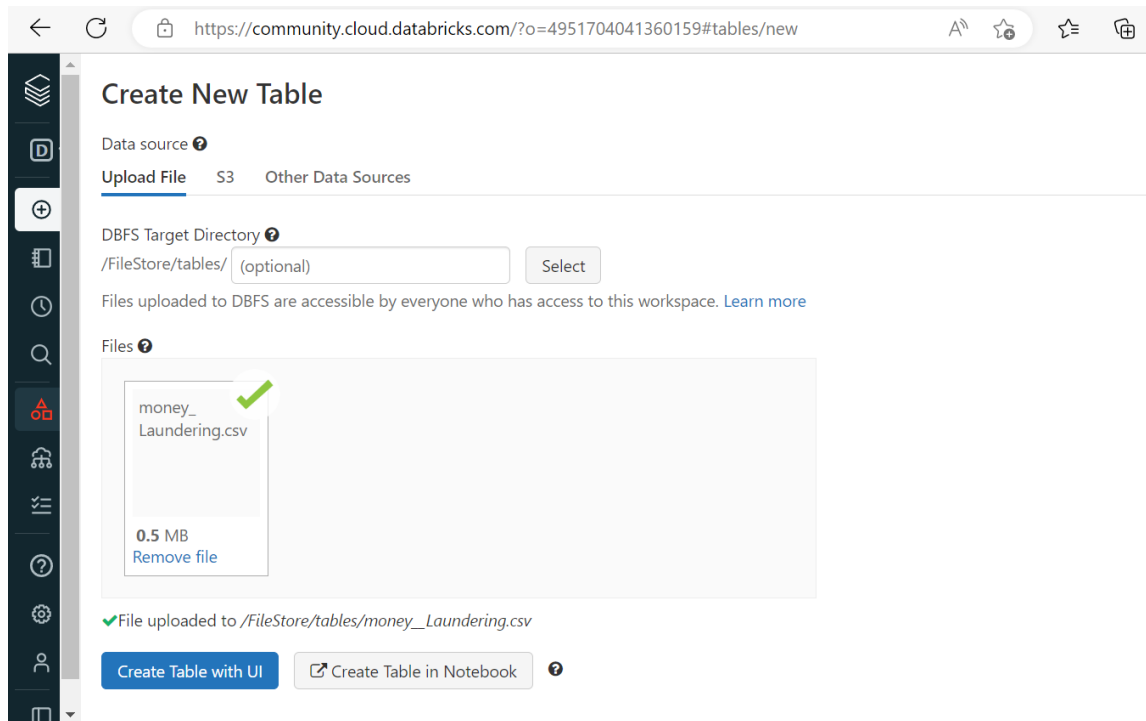 https://community.cloud.databricks.com/?o=4951704041360159#tables/new
Create New Table
Data source
Upload File S3 Other Data Sources
DBFS Target Directory
/FileStore/tables/ (optional) Select
Files uploaded to DBFS are accessible by everyone who has access to this workspace. Learn more
Files
money_
Laundering.csv
0.5 MB
Remove file
File uploaded to /FileStore/tables/money__Laundering.csv
Create Table with UI Create Table in Notebook